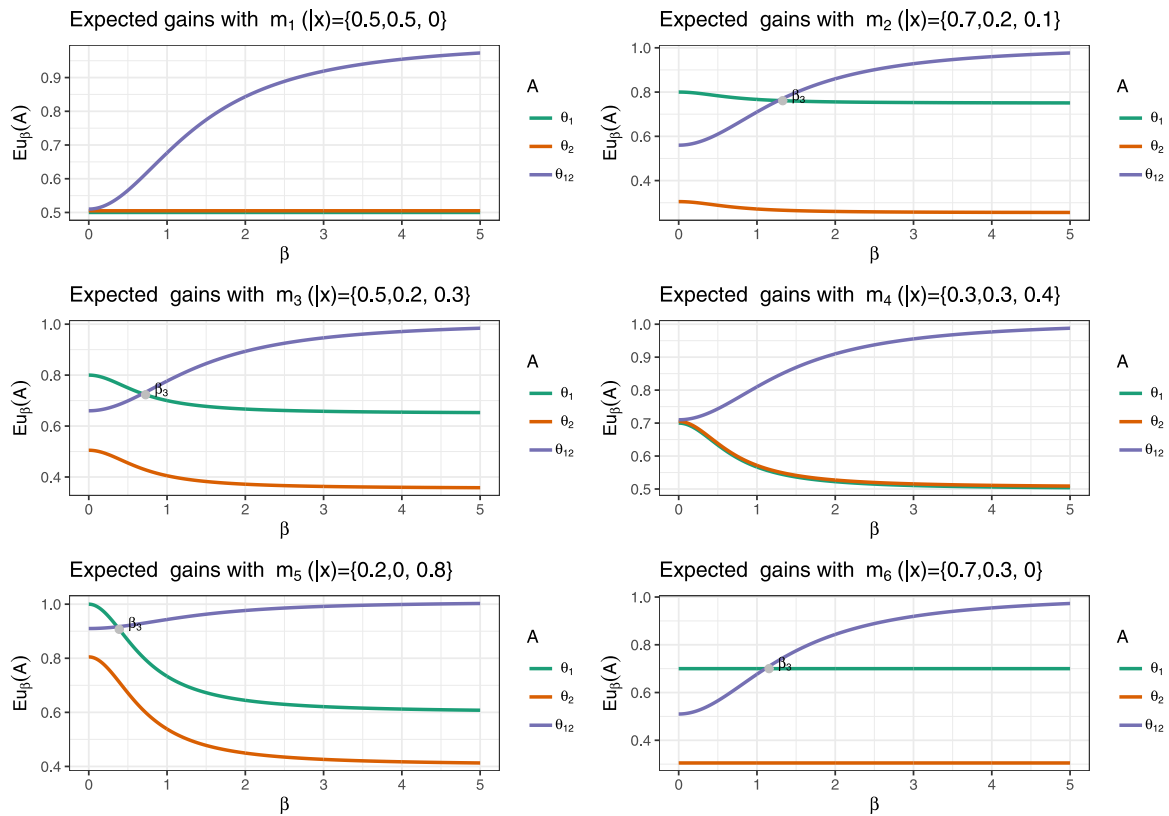 Expected gains with m₁ (|x)={0.5,0.5, 0}
Euβ(A)
0.9
0.8
0.7
0.6
0.5
0 1 2 3 4 5
β
A
θ₁
θ₂
θ₁₂
Expected gains with m₂ (|x)={0.7,0.2, 0.1}
Euβ(A)
1.0
0.8
0.6
0.4
β₃
0 1 2 3 4 5
β
A
θ₁
θ₂
θ₁₂
Expected gains with m₃ (|x)={0.5,0.2, 0.3}
Euβ(A)
1.0
0.8
0.6
0.4
β₃
0 1 2 3 4 5
β
A
θ₁
θ₂
θ₁₂
Expected gains with m₄ (|x)={0.3,0.3, 0.4}
Euβ(A)
1.0
0.9
0.8
0.7
0.6
0.5
0 1 2 3 4 5
β
A
θ₁
θ₂
θ₁₂
Expected gains with m₅ (|x)={0.2,0, 0.8}
Euβ(A)
1.0
0.8
0.6
0.4
β₃
0 1 2 3 4 5
β
A
θ₁
θ₂
θ₁₂
Expected gains with m₆ (|x)={0.7,0.3, 0}
Euβ(A)
1.0
0.8
0.6
0.4
β₃
0 1 2 3 4 5
β
A
θ₁
θ₂
θ₁₂